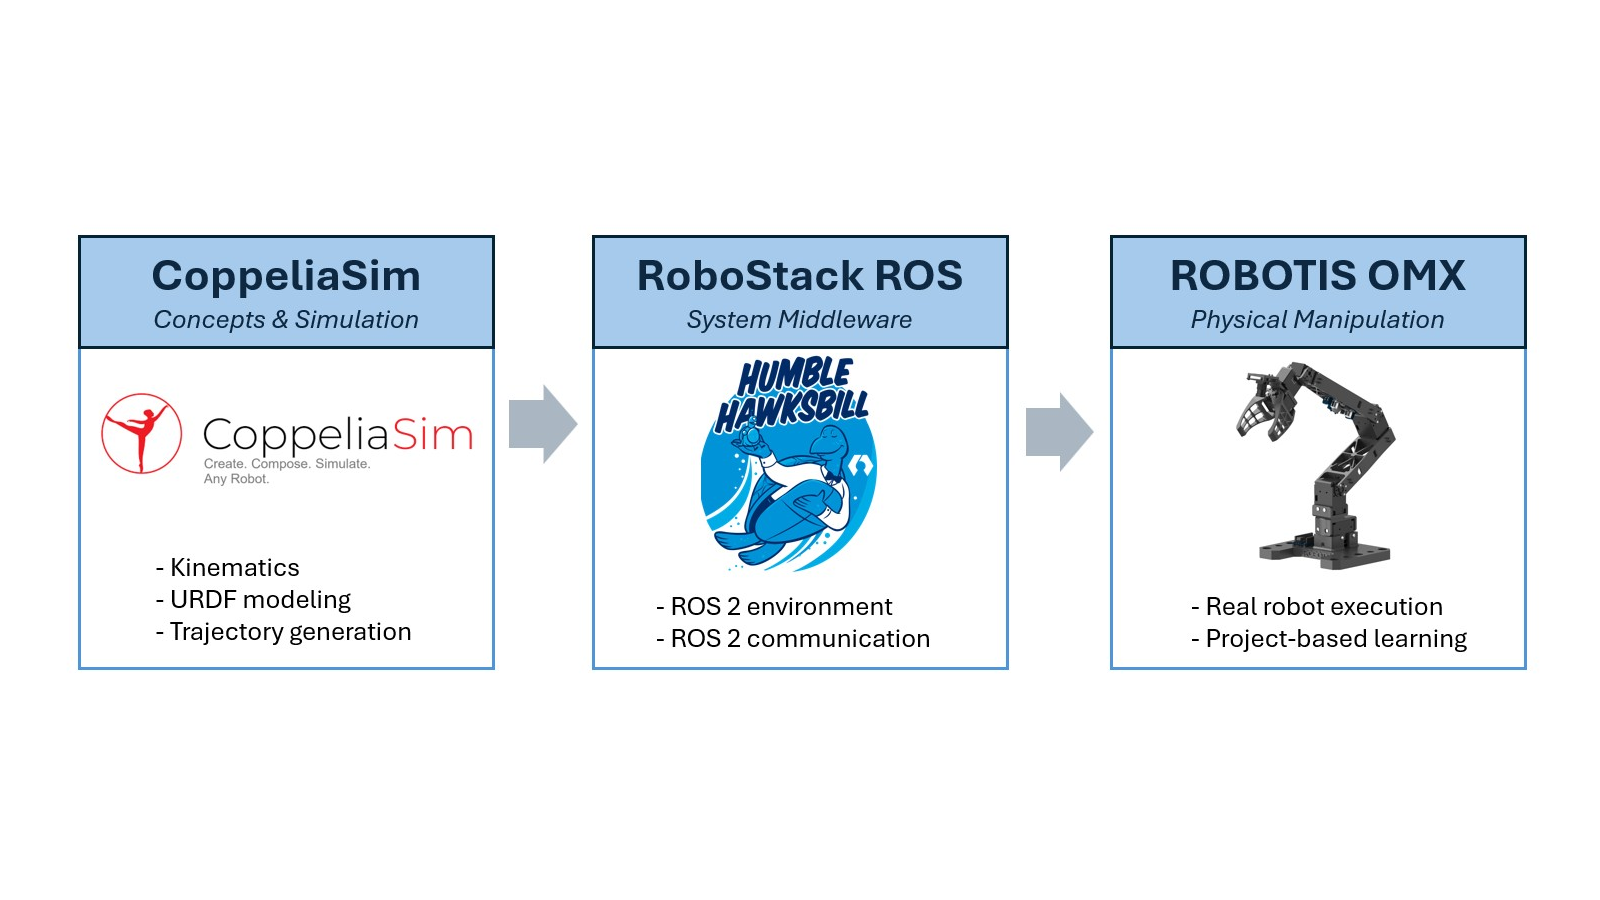 CoppeliaSim
Concepts & Simulation
CoppeliaSim
Create. Compose. Simulate.
Any Robot.
- Kinematics
- URDF modeling
- Trajectory generation
RoboStack ROS
System Middleware
HUMBLE
HAWKSBILL
- ROS 2 environment
- ROS 2 communication
ROBOTIS OMX
Physical Manipulation
- Real robot execution
- Project-based learning